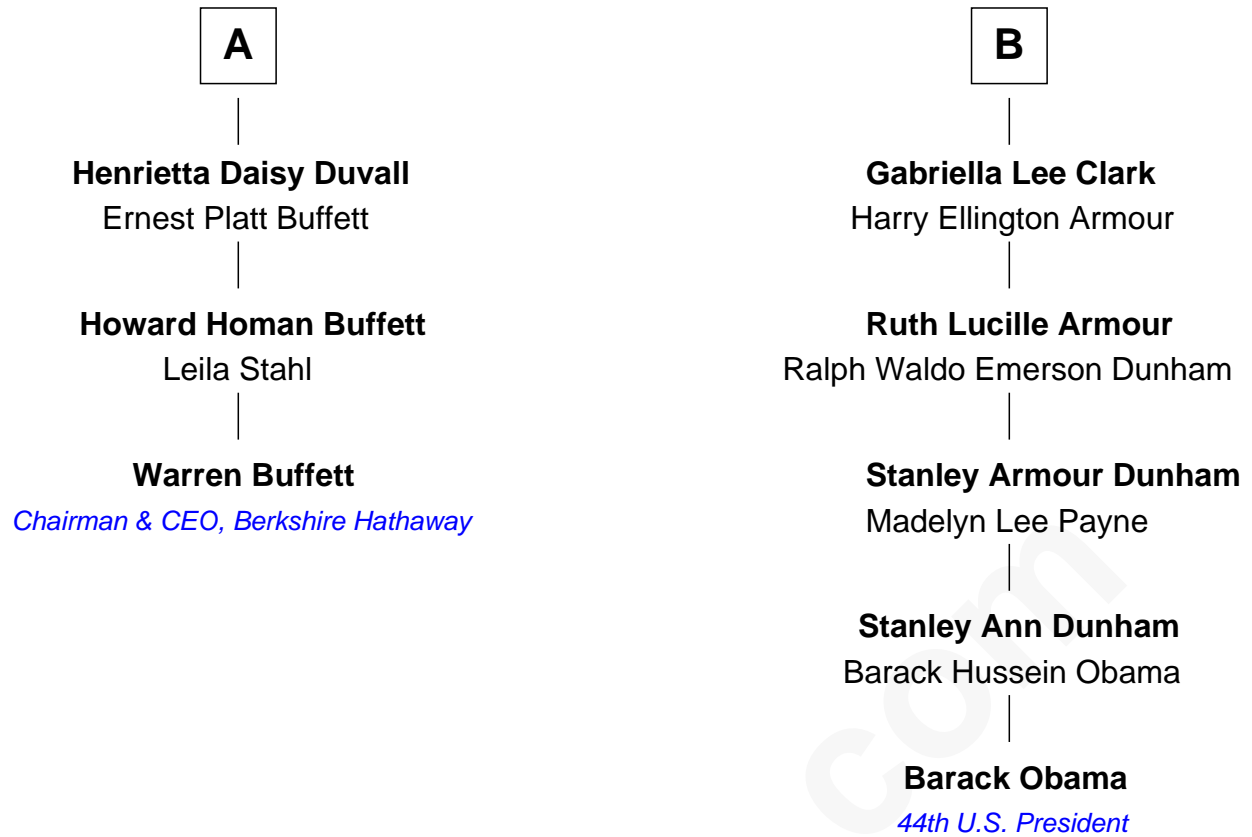 A
Henrietta Daisy Duvall
Ernest Platt Buffett
Howard Homan Buffett
Leila Stahl
Warren Buffett
Chairman & CEO, Berkshire Hathaway
B
Gabriella Lee Clark
Harry Ellington Armour
Ruth Lucille Armour
Ralph Waldo Emerson Dunham
Stanley Armour Dunham
Madelyn Lee Payne
Stanley Ann Dunham
Barack Hussein Obama
Barack Obama
44th U.S. President
com